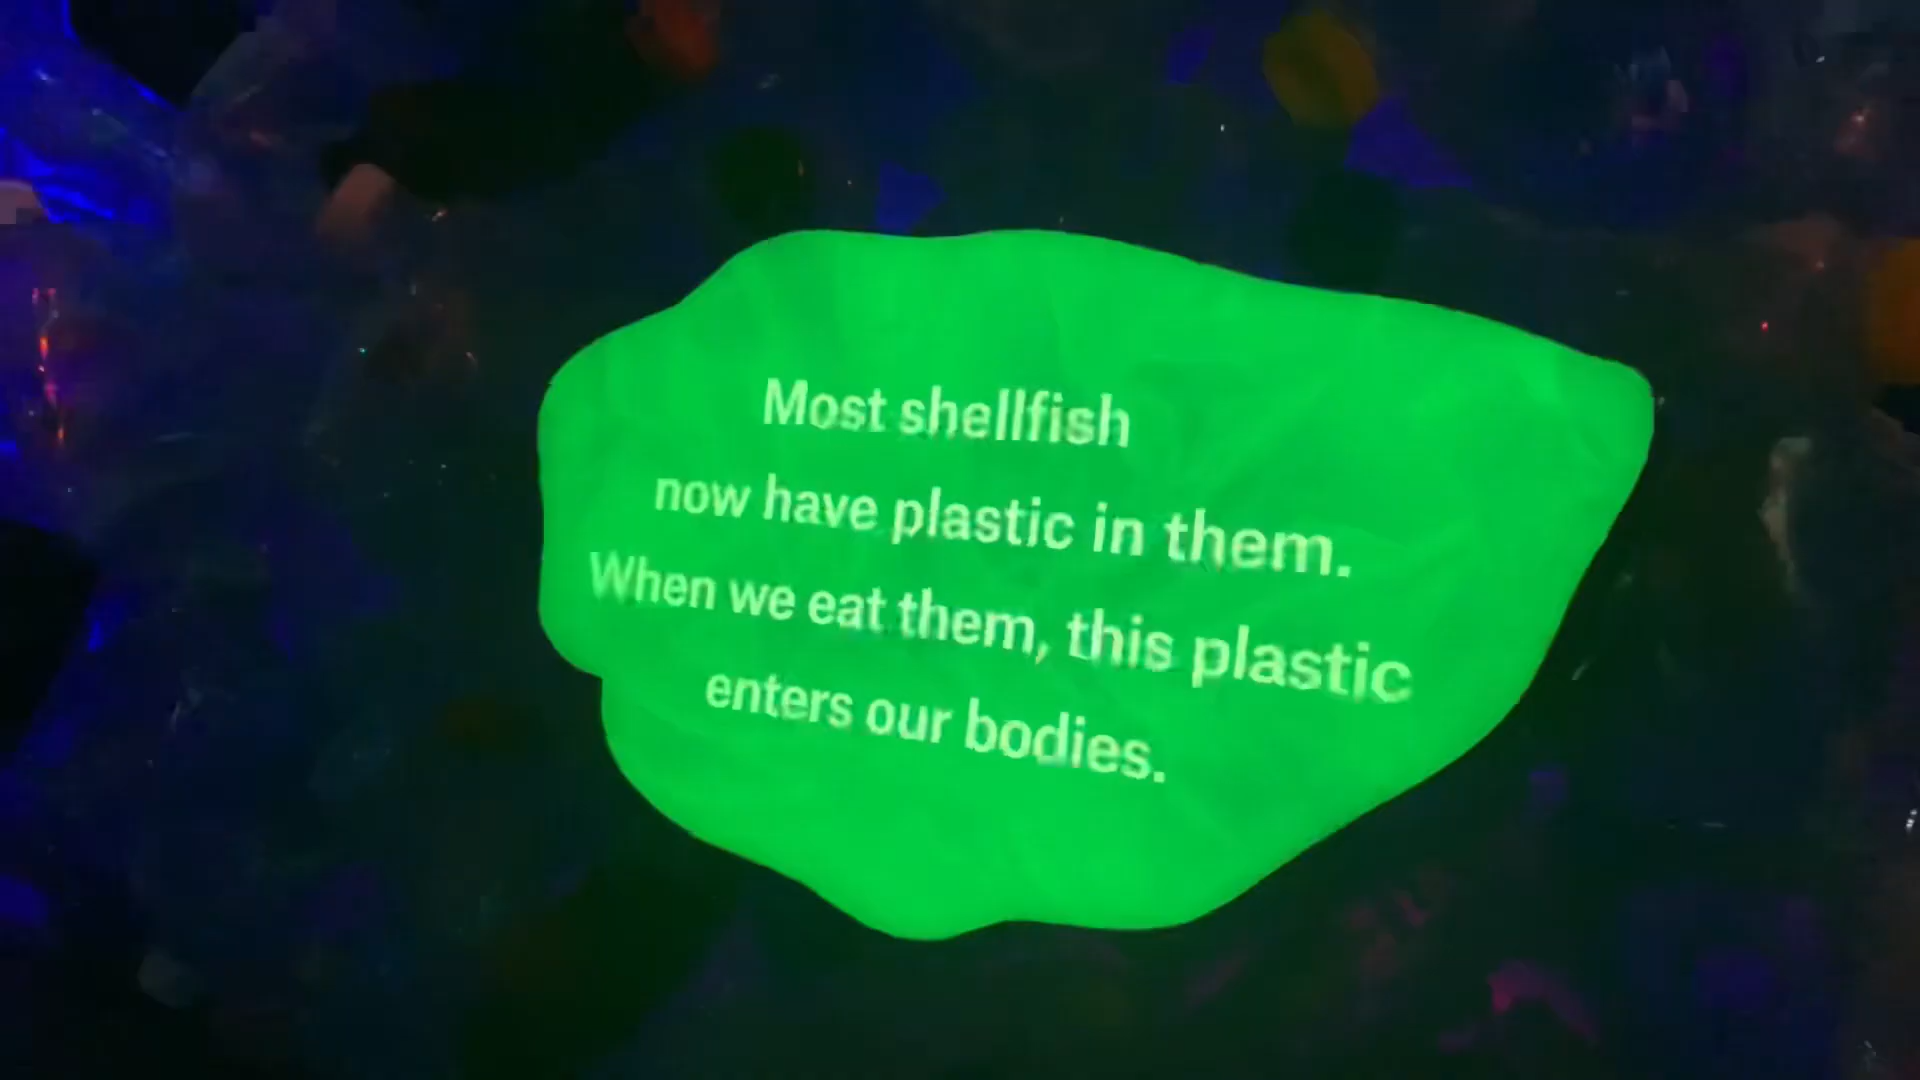 Most shellfish
now have plastic in them.
When we eat them, this plastic
enters our bodies.